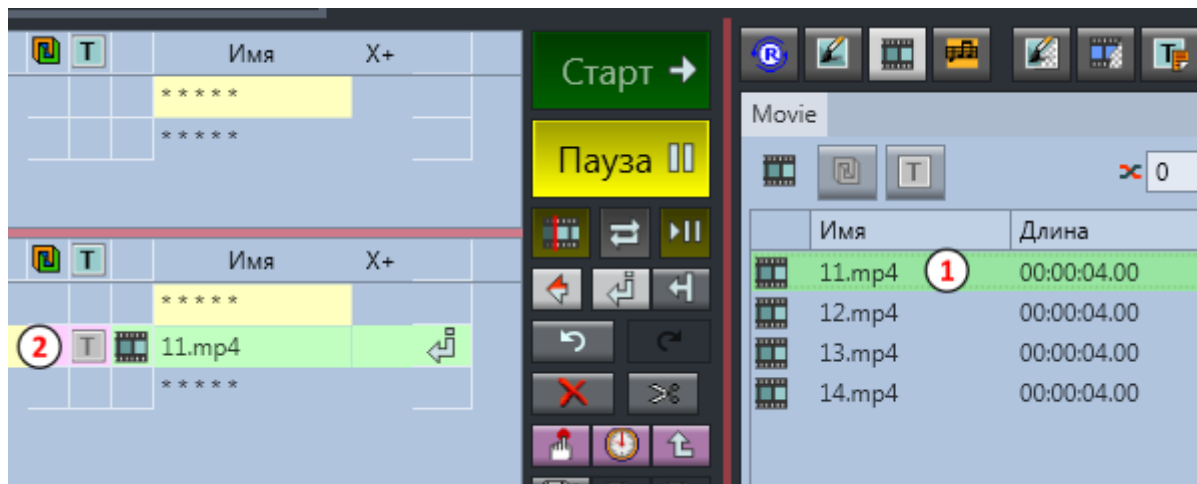 T Имя X+
* * * * *
* * * * *
T Имя X+
* * * * *
2 T 11.mp4
* * * * *
Старт
Пауза
R T
Movie
T 0
Имя Длина
11.mp4 1 00:00:04.00
12.mp4 00:00:04.00
13.mp4 00:00:04.00
14.mp4 00:00:04.00